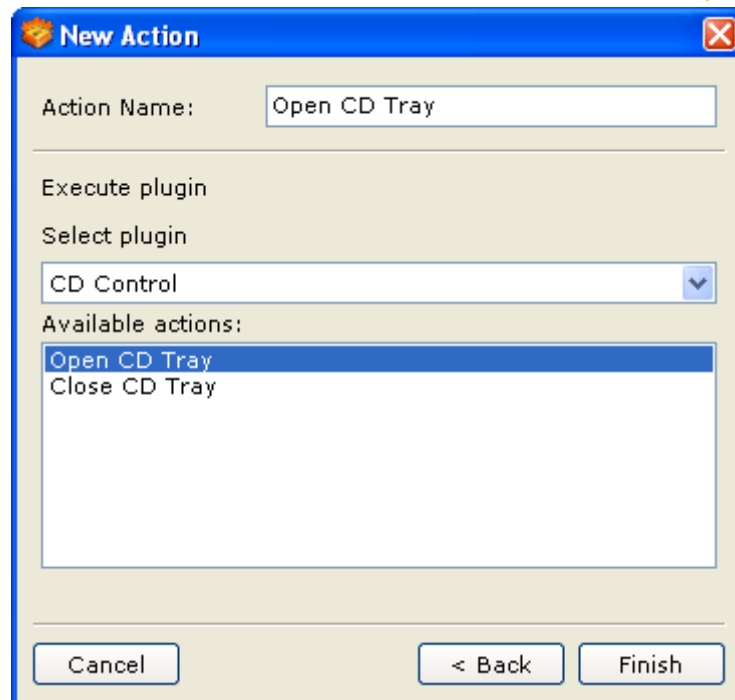 New Action
Action Name: Open CD Tray
Execute plugin
Select plugin
CD Control
Available actions:
Open CD Tray
Close CD Tray
Cancel < Back Finish